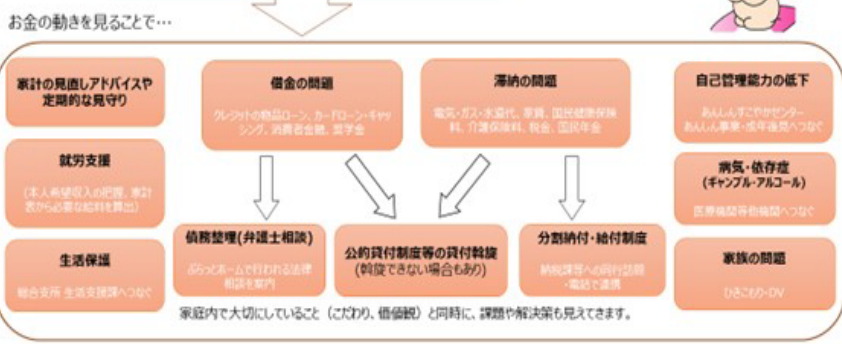 お金の動きを見ることで…
家計の見直しアドバイスや
定期的な見守り
就労支援
(本人希望収入の把握、家計
表から必要な給料を算出)
生活保護
総合支所 生活支援課へつなぐ
借金の問題
クレジットの商品ローン、カードローン・キャッ
シング、消費者金融、奨学金
滞納の問題
電気・ガス・水道代、家賃、国民健康保険
料、介護保険料、税金、国民年金
債務整理(弁護士相談)
ぷらっとホームで行われる法律
相談を案内
公的貸付制度等の貸付斡旋
(斡旋できない場合もあり)
分割納付・給付制度
納税課等への同行訪問
・電話で連携
自己管理能力の低下
あんしんすこやかセンター
あんしん事業・成年後見へつなぐ
病気・依存症
(ギャンブル・アルコール)
医療機関等他機関へつなぐ
家族の問題
ひきこもり・DV
家庭内で大切にしていること(こだわり、価値観)と同時に、課題や解決策も見えてきます。